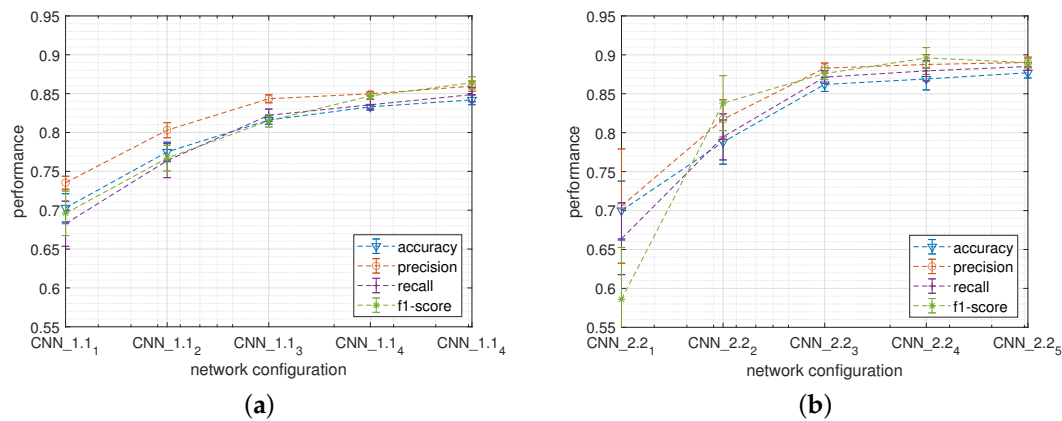 0.95
0.9
0.85
0.8
0.75
0.7
0.65
0.6
0.55
performance
CNN_1.1₁ CNN_1.1₂ CNN_1.1₃ CNN_1.1₄ CNN_1.1₄
network configuration
accuracy
precision
recall
f1-score
(a)
0.95
0.9
0.85
0.8
0.75
0.7
0.65
0.6
0.55
performance
CNN_2.2₁ CNN_2.2₂ CNN_2.2₃ CNN_2.2₄ CNN_2.2₅
network configuration
accuracy
precision
recall
f1-score
(b)